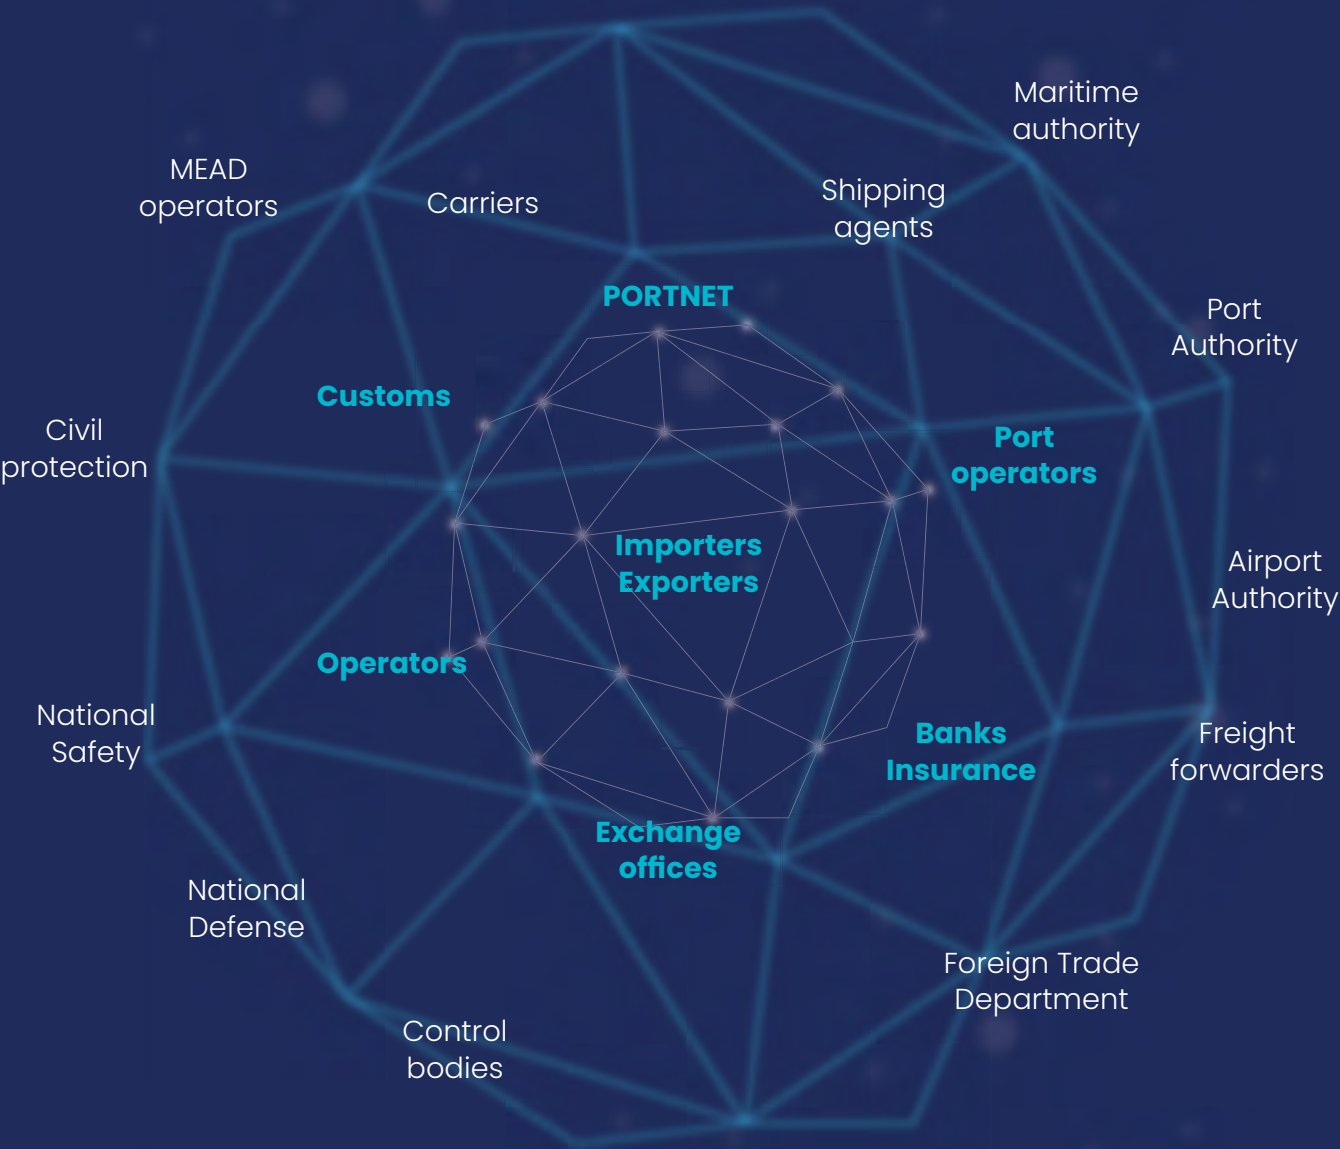 Maritime
authority
MEAD
operators
Carriers
Shipping
agents
PORTNET
Port
Authority
Customs
Civil
protection
Port
operators
Importers
Exporters
Airport
Authority
Operators
National
Safety
Banks
Insurance
Freight
forwarders
Exchange
offices
National
Defense
Foreign Trade
Department
Control
bodies